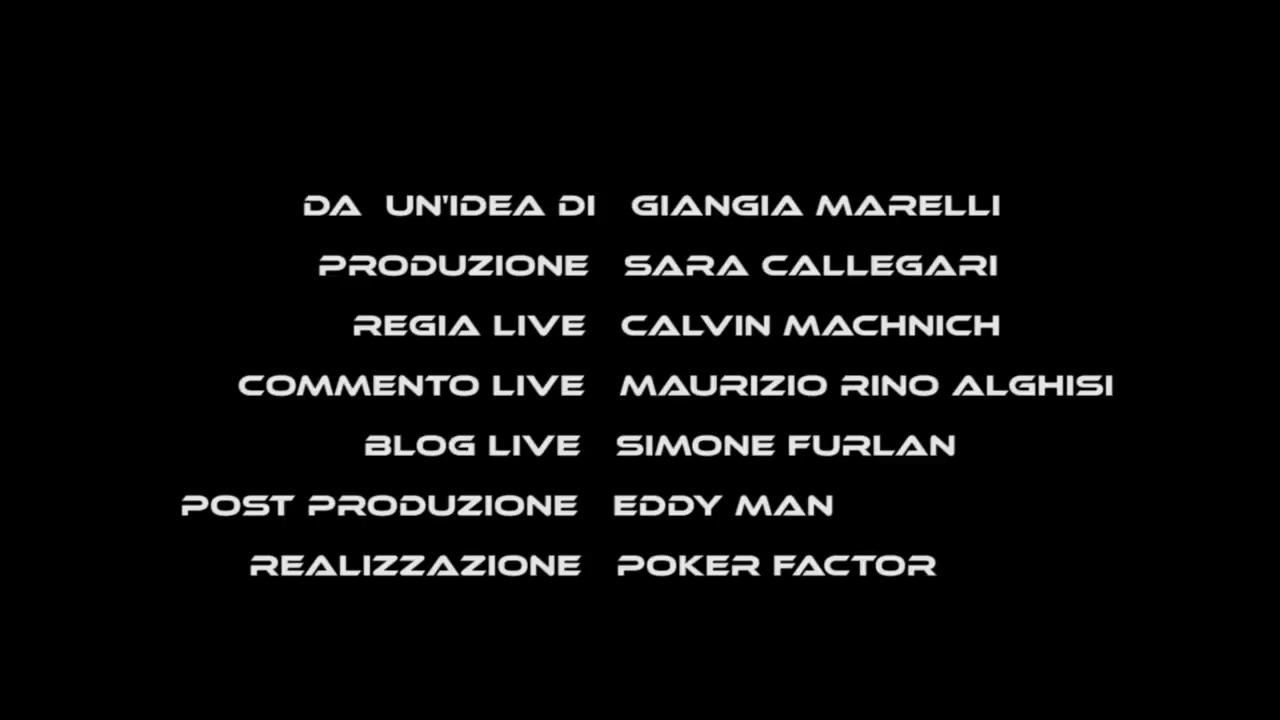 DA UN'IDEA DI GIANGIA MARELLI
PRODUZIONE SARA CALLEGARI
REGIA LIVE CALVIN MACHNICH
COMMENTO LIVE MAURIZIO RINO ALGHISI
BLOG LIVE SIMONE FURLAN
POST PRODUZIONE EDDY MAN
REALIZZAZIONE POKER FACTOR